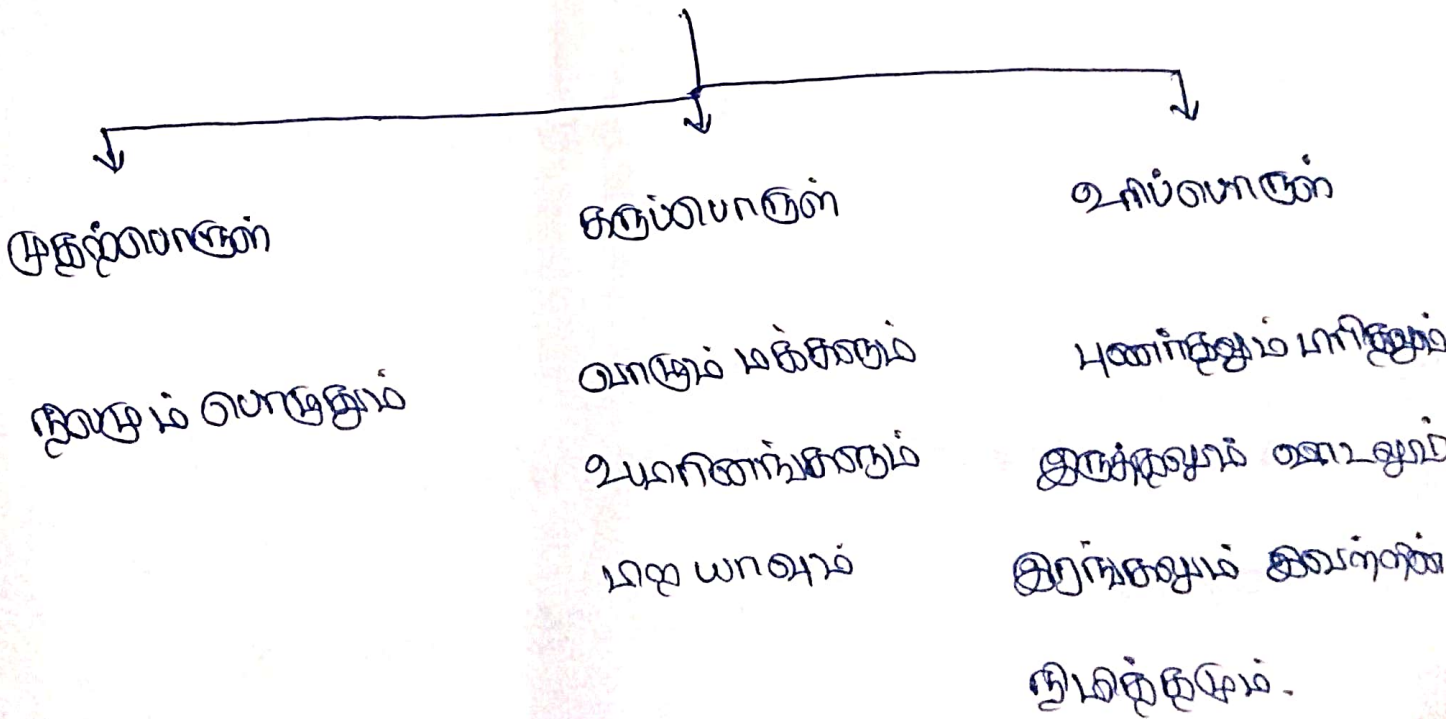 முதற்பொருள்
நிலமும் பொழுதும்
கருப்பொருள்
வாழும் மக்களும்
உயிரினங்களும்
பிற யாவும்
உரிப்பொருள்
புணர்தலும் பிரிதலும்
இருத்தலும் ஊடலும்
இரங்கலும் இவற்றின்
நிமித்தமும்.